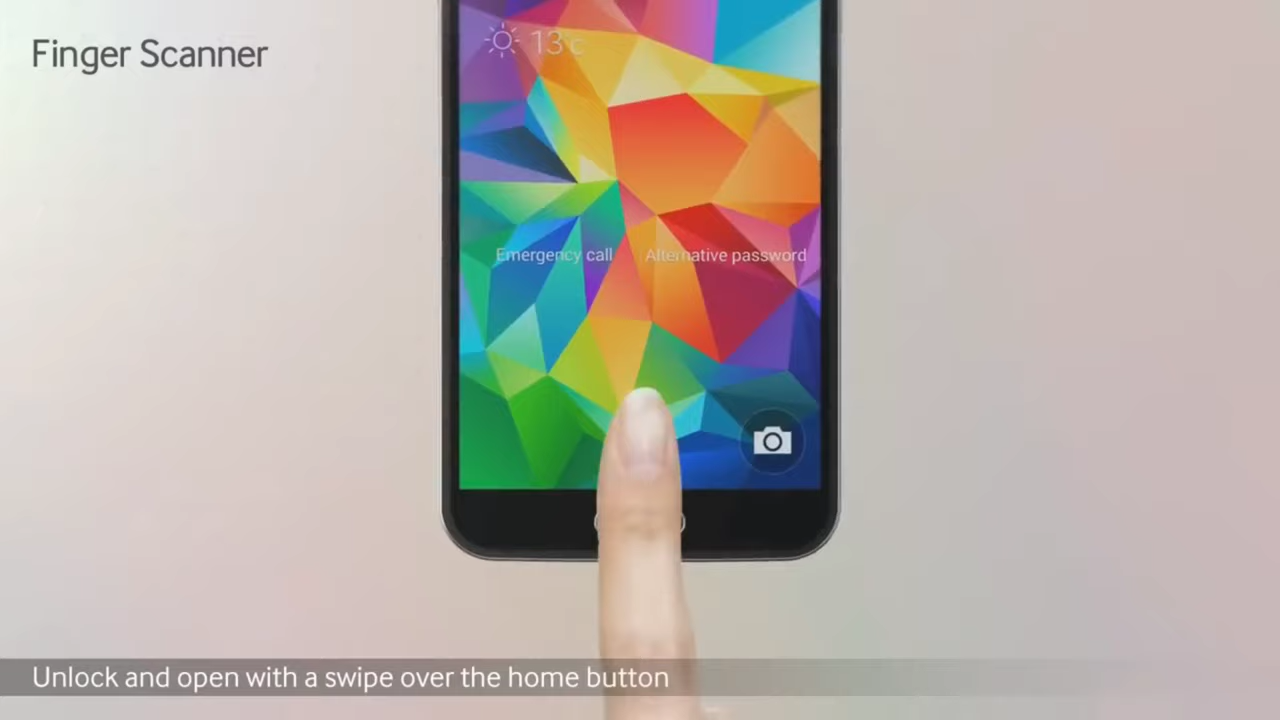 Finger Scanner
13°c
Emergency call
Alternative password
Unlock and open with a swipe over the home button